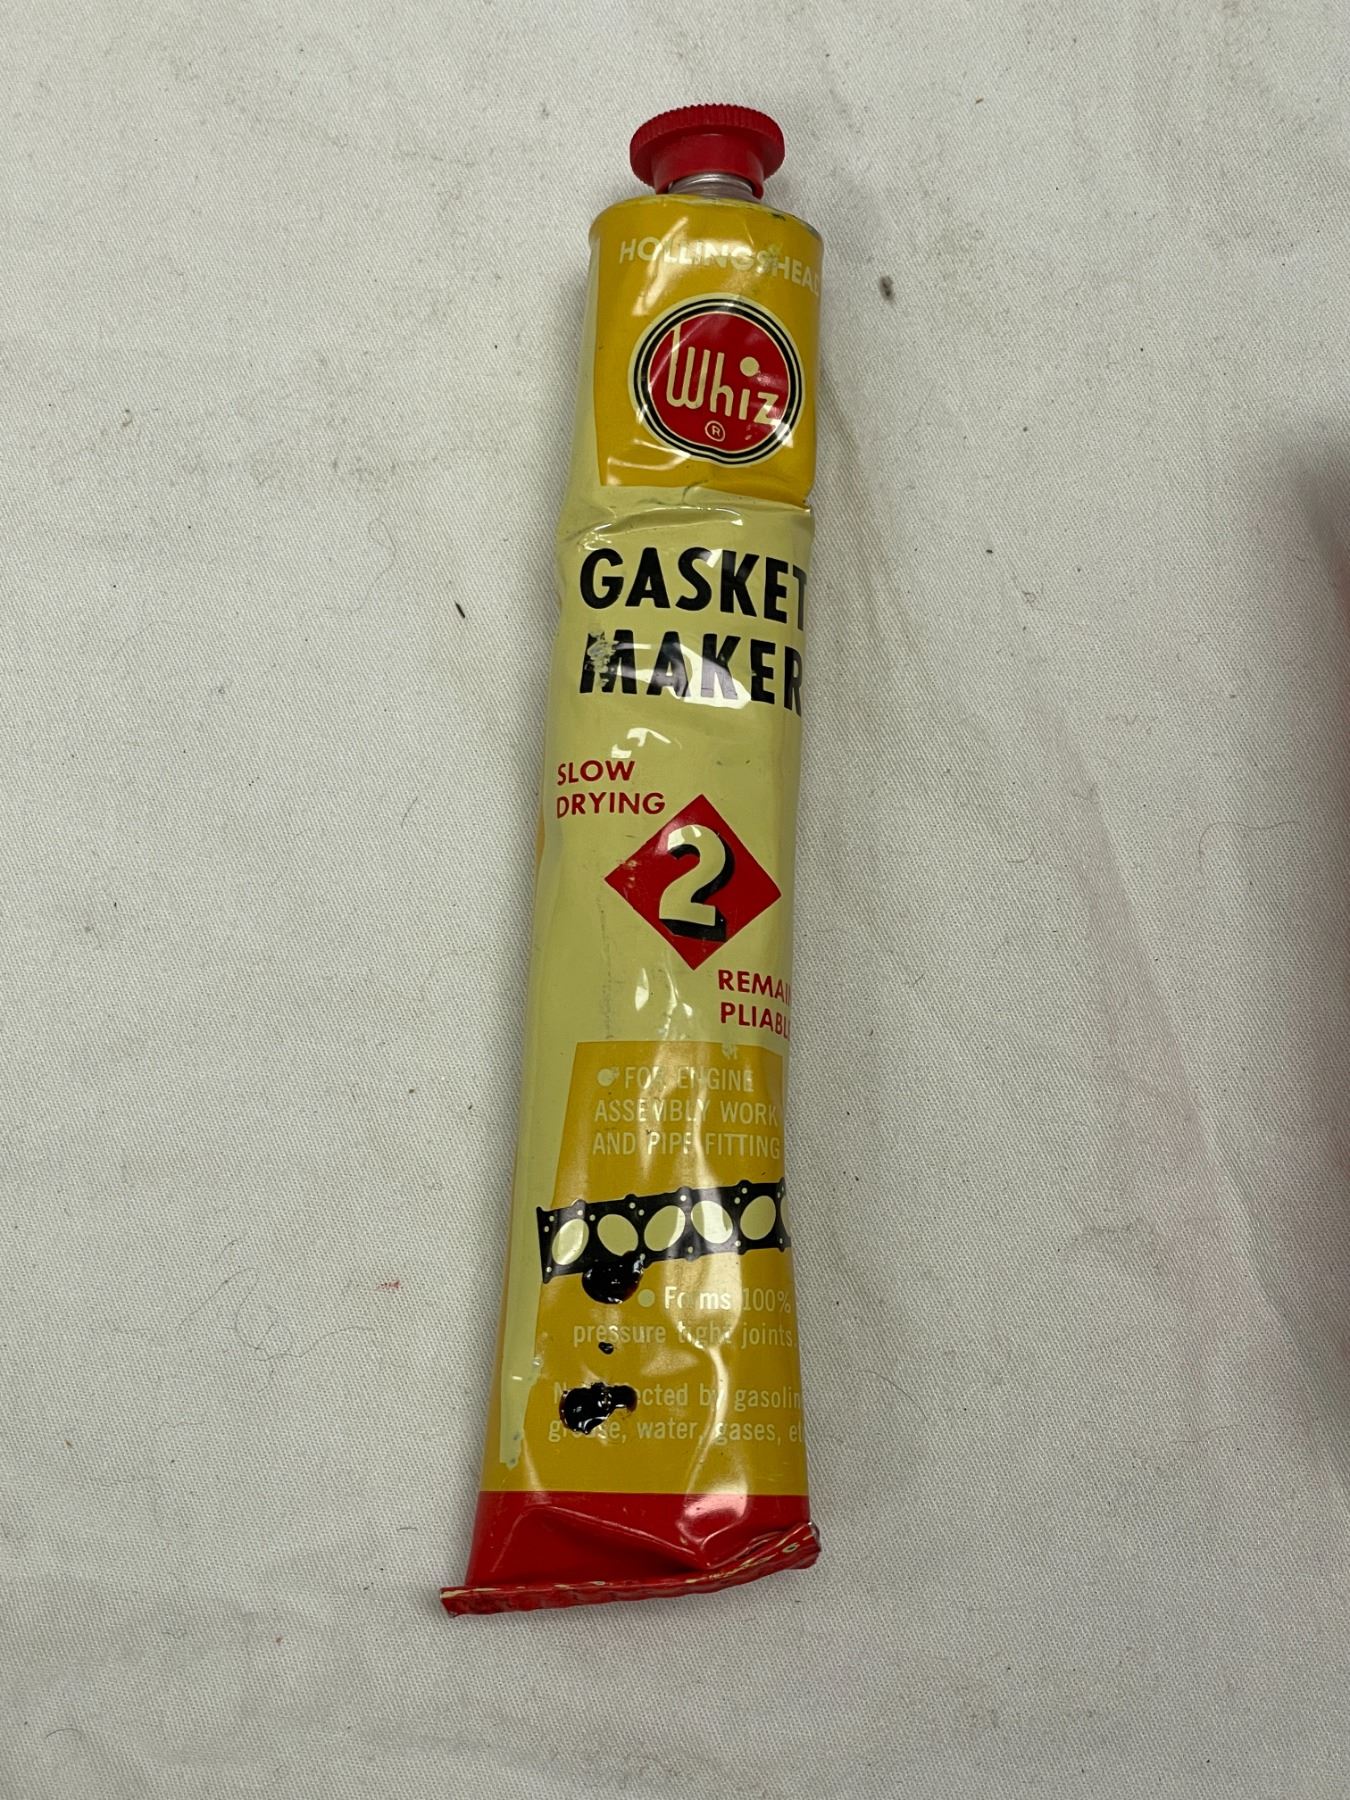 HOLLINGSHEAD
Whiz
®
GASKET
MAKER
SLOW
DRYING
2
REMAI
PLIABL
• FOR ENGINE
ASSEMBLY WORK
AND PIPE FITTING
• Forms 100%
pressure tight joints.
by gasolin
grease, water, gases, et